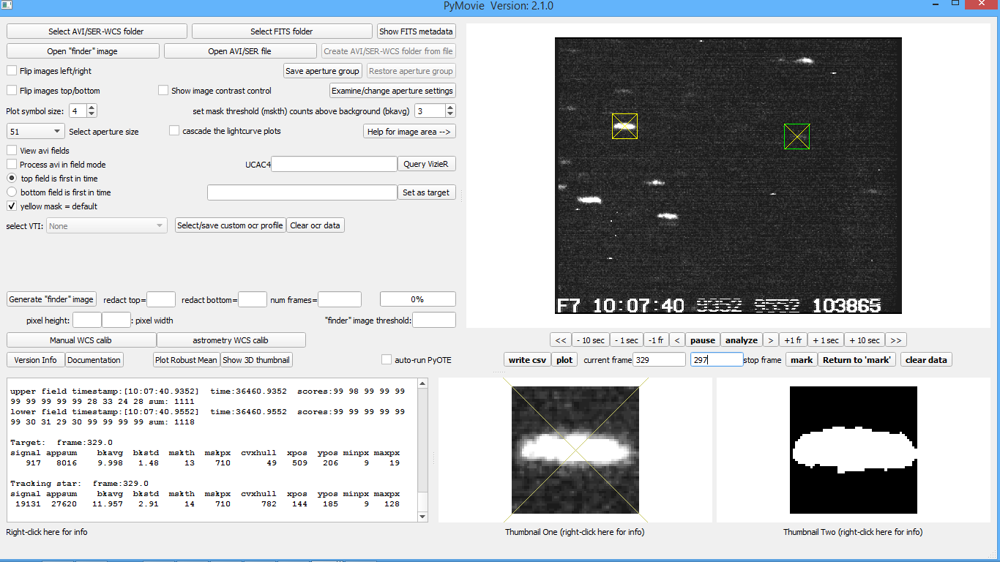 PyMovie Version: 2.1.0
Select AVI/SER-WCS folder
Select FITS folder
Show FITS metadata
Open "finder" image
Open AVI/SER file
Create AVI/SER-WCS folder from file
Flip images left/right
Save aperture group
Restore aperture group
Flip images top/bottom
Show image contrast control
Examine/change aperture settings
Plot symbol size: 4
set mask threshold (mskth) counts above background (bkavg) 3
51 Select aperture size
cascade the lightcurve plots
Help for image area -->
View avi fields
Process avi in field mode
UCAC4
Query VizieR
top field is first in time
bottom field is first in time
Set as target
yellow mask = default
select VTI: None
Select/save custom ocr profile
Clear ocr data
Generate "finder" image
redact top=
redact bottom=
num frames=
0%
pixel height:
: pixel width
"finder" image threshold:
Manual WCS calib
astrometry WCS calib
Version Info
Documentation
Plot Robust Mean
Show 3D thumbnail
auto-run PyOTE
F7 10:07:40 9352 9552 103865
<< - 10 sec - 1 sec -1 fr < pause analyze > +1 fr + 1 sec + 10 sec >>
write csv plot current frame 329 297 stop frame mark Return to 'mark' clear data
upper field timestamp:[10:07:40.9352] time:36460.9352 scores:99 98 99 99 99
99 99 99 99 99 28 33 24 28 sum: 1111
lower field timestamp:[10:07:40.9552] time:36460.9552 scores:99 99 99 99 99
99 30 31 29 30 99 99 99 99 sum: 1118
Target: frame:329.0
signal appsum bkavg bkstd mskth mskpx cvxhull xpos ypos minpx maxpx
917 8016 9.998 1.48 13 710 49 509 206 9 19
Tracking star: frame:329.0
signal appsum bkavg bkstd mskth mskpx cvxhull xpos ypos minpx maxpx
19131 27620 11.957 2.91 14 710 782 144 185 9 128
Right-click here for info
Thumbnail One (right-click here for info)
Thumbnail Two (right-click here for info)